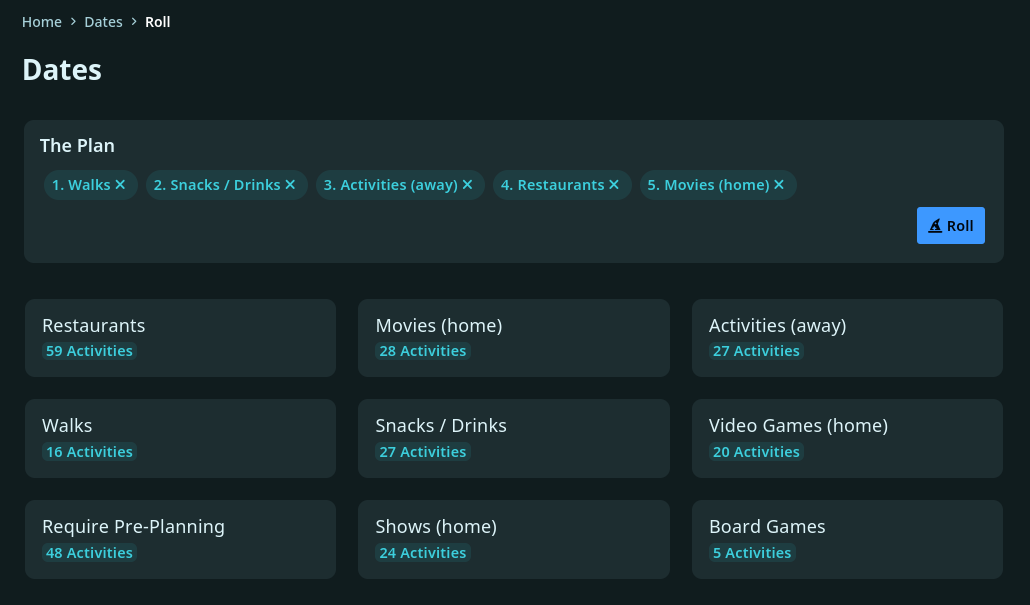 Home > Dates > Roll
Dates
The Plan
1. Walks × 2. Snacks / Drinks × 3. Activities (away) × 4. Restaurants × 5. Movies (home) ×
Roll
Restaurants
59 Activities
Movies (home)
28 Activities
Activities (away)
27 Activities
Walks
16 Activities
Snacks / Drinks
27 Activities
Video Games (home)
20 Activities
Require Pre-Planning
48 Activities
Shows (home)
24 Activities
Board Games
5 Activities